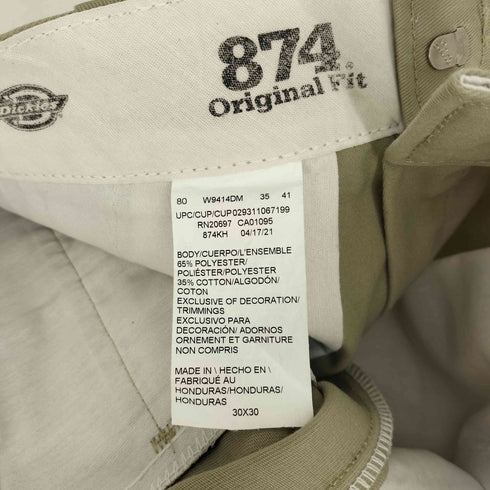 Dickies
874®
Original Fit
80 W9414DM 35 41
UPC/CUP/CUP029311067199
RN20697 CA01095
874KH 04/17/21
BODY/CUERPO/L'ENSEMBLE
65% POLYESTER/
POLIÉSTER/POLYESTER
35% COTTON/ALGODÓN/
COTON
EXCLUSIVE OF DECORATION/
TRIMMINGS
EXCLUSIVO PARA
DECORACIÓN/ ADORNOS
ORNEMENT ET GARNITURE
NON COMPRIS
MADE IN \ HECHO EN \
FABRIQUÉ AU
HONDURAS/HONDURAS/
HONDURAS
30X30